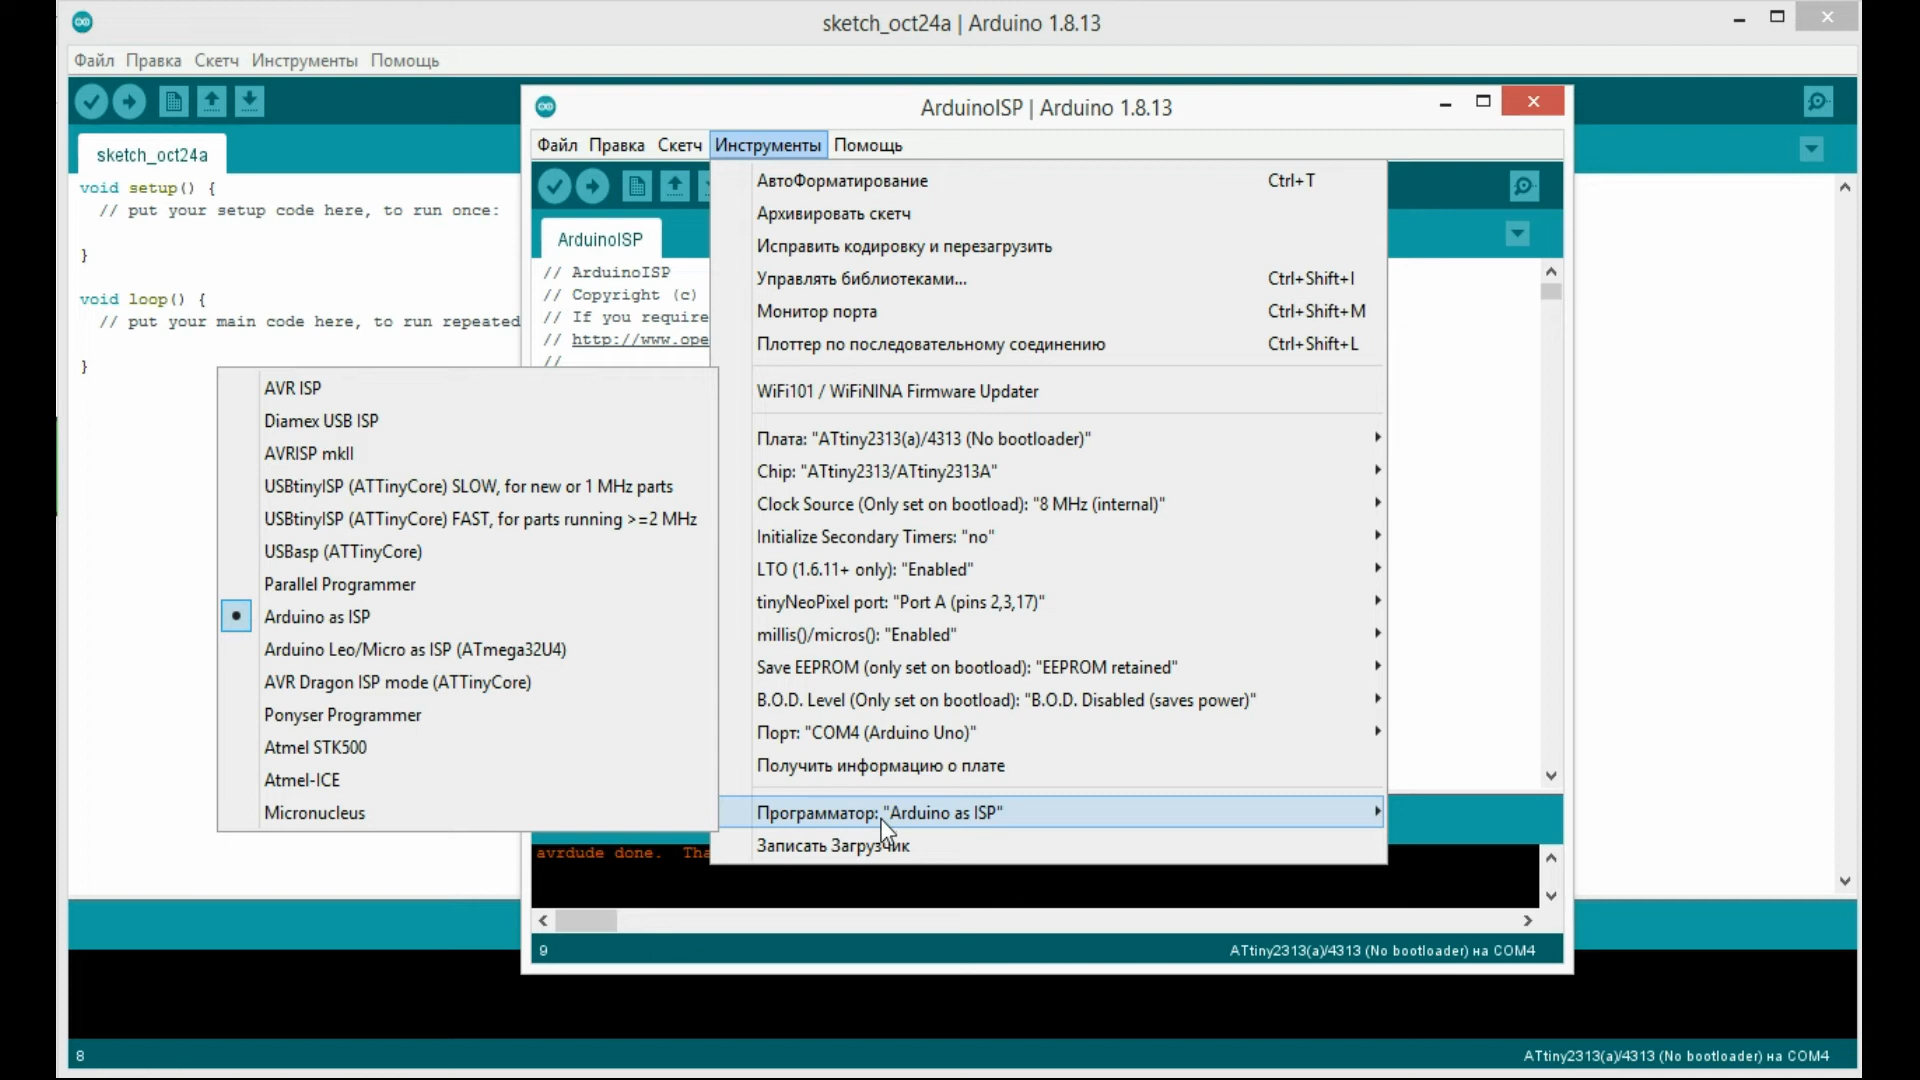 sketch_oct24a | Arduino 1.8.13
Файл Правка Скетч Инструменты Помощь
sketch_oct24a
void setup() {
// put your setup code here, to run once:
}
void loop() {
// put your main code here, to run repeated
}
ArduinoISP | Arduino 1.8.13
Файл Правка Скетч Инструменты Помощь
ArduinoISP
// ArduinoISP
// Copyright (c)
// If you require
// http://www.ope
//
АвтоФорматирование Ctrl+T
Архивировать скетч
Исправить кодировку и перезагрузить
Управлять библиотеками... Ctrl+Shift+I
Монитор порта Ctrl+Shift+M
Плоттер по последовательному соединению Ctrl+Shift+L
WiFi101 / WiFiNINA Firmware Updater
Плата: "ATtiny2313(a)/4313 (No bootloader)"
Chip: "ATtiny2313/ATtiny2313A"
Clock Source (Only set on bootload): "8 MHz (internal)"
Initialize Secondary Timers: "no"
LTO (1.6.11+ only): "Enabled"
tinyNeoPixel port: "Port A (pins 2,3,17)"
millis()/micros(): "Enabled"
Save EEPROM (only set on bootload): "EEPROM retained"
B.O.D. Level (Only set on bootload): "B.O.D. Disabled (saves power)"
Порт: "COM4 (Arduino Uno)"
Получить информацию о плате
Программатор: "Arduino as ISP"
Записать Загрузчик
AVR ISP
Diamex USB ISP
AVRISP mkII
USBtinyISP (ATTinyCore) SLOW, for new or 1 MHz parts
USBtinyISP (ATTinyCore) FAST, for parts running >=2 MHz
USBasp (ATTinyCore)
Parallel Programmer
Arduino as ISP
Arduino Leo/Micro as ISP (ATmega32U4)
AVR Dragon ISP mode (ATTinyCore)
Ponyser Programmer
Atmel STK500
Atmel-ICE
Micronucleus
avrdude done. Tha
9 ATtiny2313(a)/4313 (No bootloader) на COM4
8 ATtiny2313(a)/4313 (No bootloader) на COM4